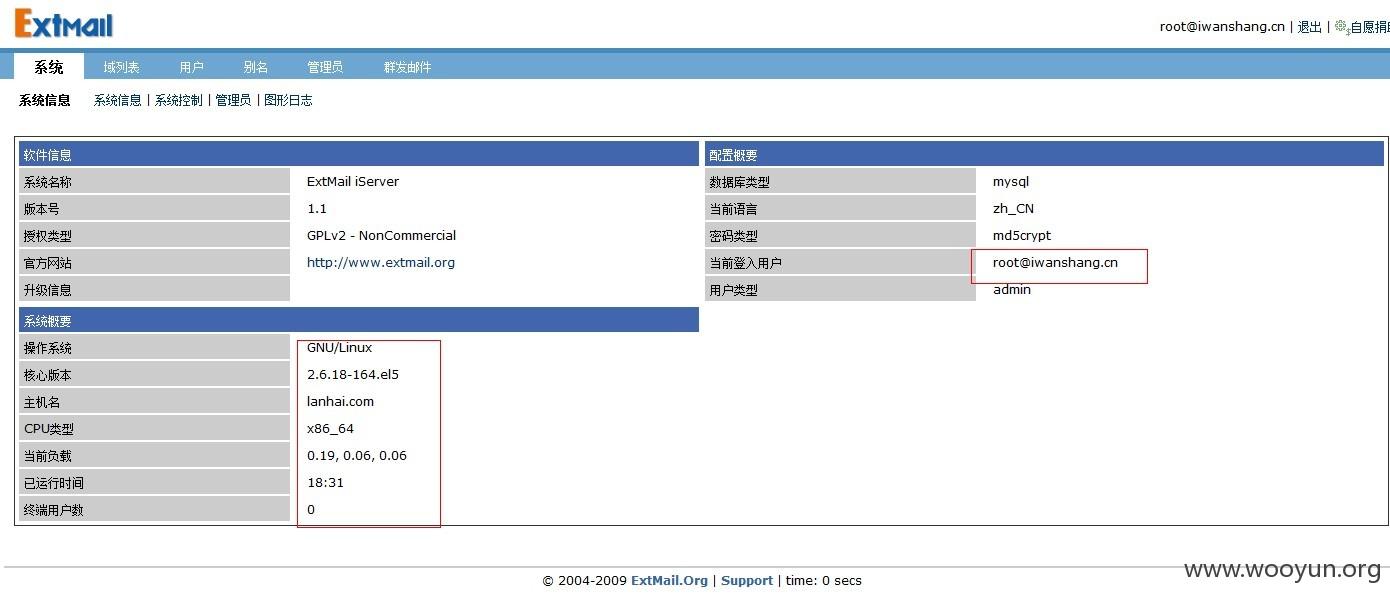 ExtMail
root@iwanshang.cn | 退出 | 自愿捐
系统 域列表 用户 别名 管理员 群发邮件
系统信息 系统信息 | 系统控制 | 管理员 | 图形日志
软件信息
系统名称 ExtMail iServer
版本号 1.1
授权类型 GPLv2 - NonCommercial
官方网站 http://www.extmail.org
升级信息
配置概要
数据库类型 mysql
当前语言 zh_CN
密码类型 md5crypt
当前登入用户 root@iwanshang.cn
用户类型 admin
系统概要
操作系统 GNU/Linux
核心版本 2.6.18-164.el5
主机名 lanhai.com
CPU类型 x86_64
当前负载 0.19, 0.06, 0.06
已运行时间 18:31
终端用户数 0
© 2004-2009 ExtMail.Org | Support | time: 0 secs
www.wooyun.org